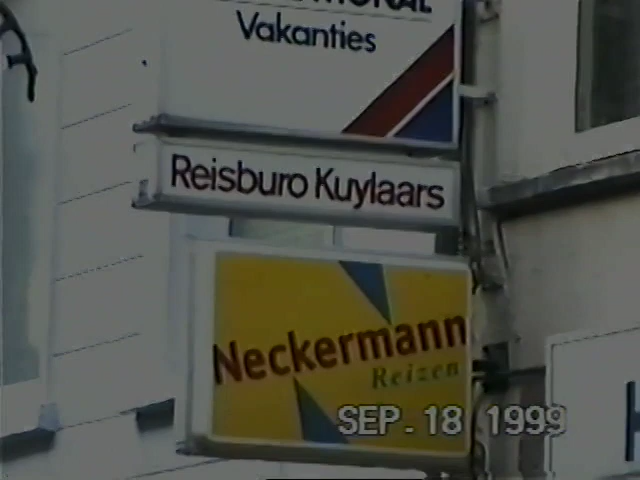 Vakanties
Reisburo Kuylaars
Neckermann
Reizen
SEP. 18 1999